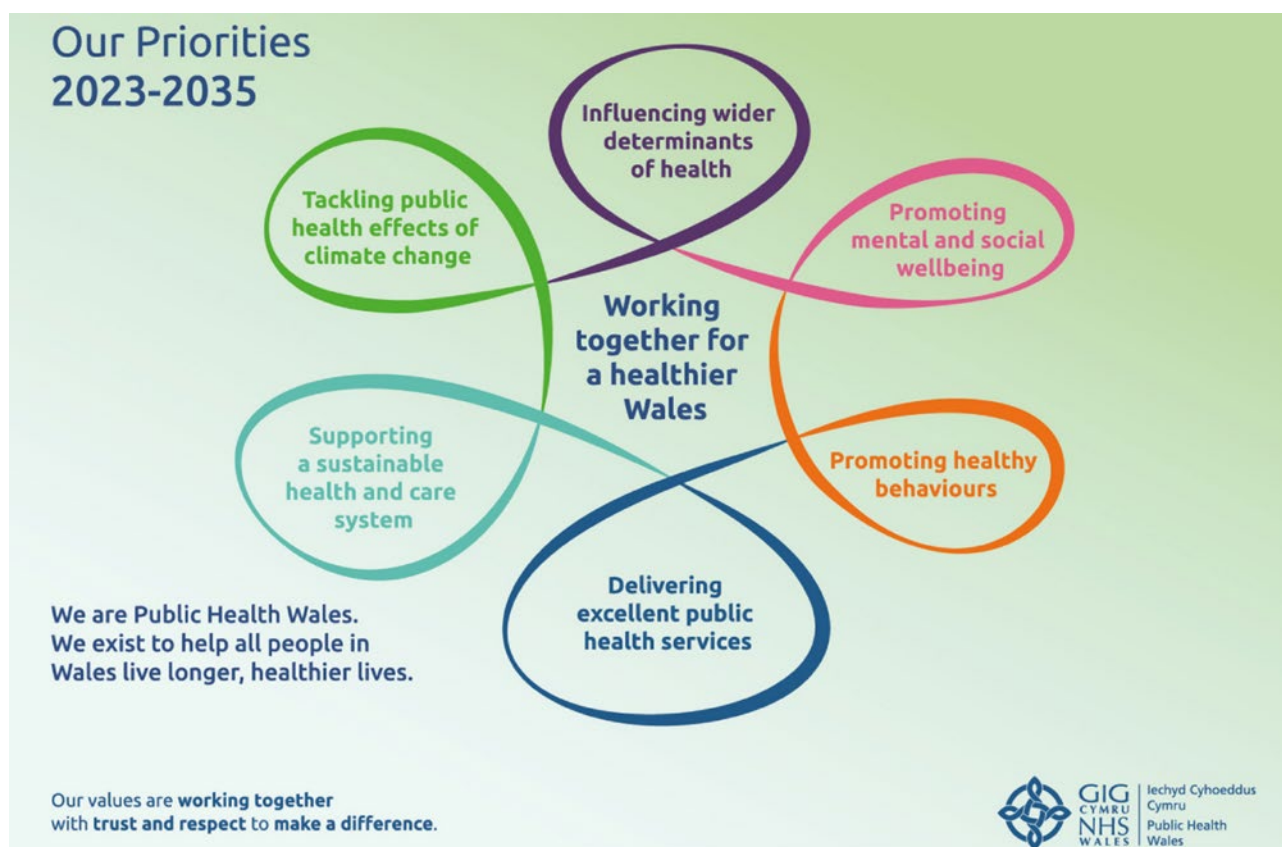 Our Priorities
2023-2035
Influencing wider
determinants
of health
Tackling public
health effects of
climate change
Promoting
mental and social
wellbeing
Working
together for
a healthier
Wales
Supporting
a sustainable
health and care
system
Promoting healthy
behaviours
Delivering
excellent public
health services
We are Public Health Wales.
We exist to help all people in
Wales live longer, healthier lives.
Our values are working together
with trust and respect to make a difference.
GIG
CYMRU
NHS
WALES
Iechyd Cyhoeddus
Cymru
Public Health
Wales